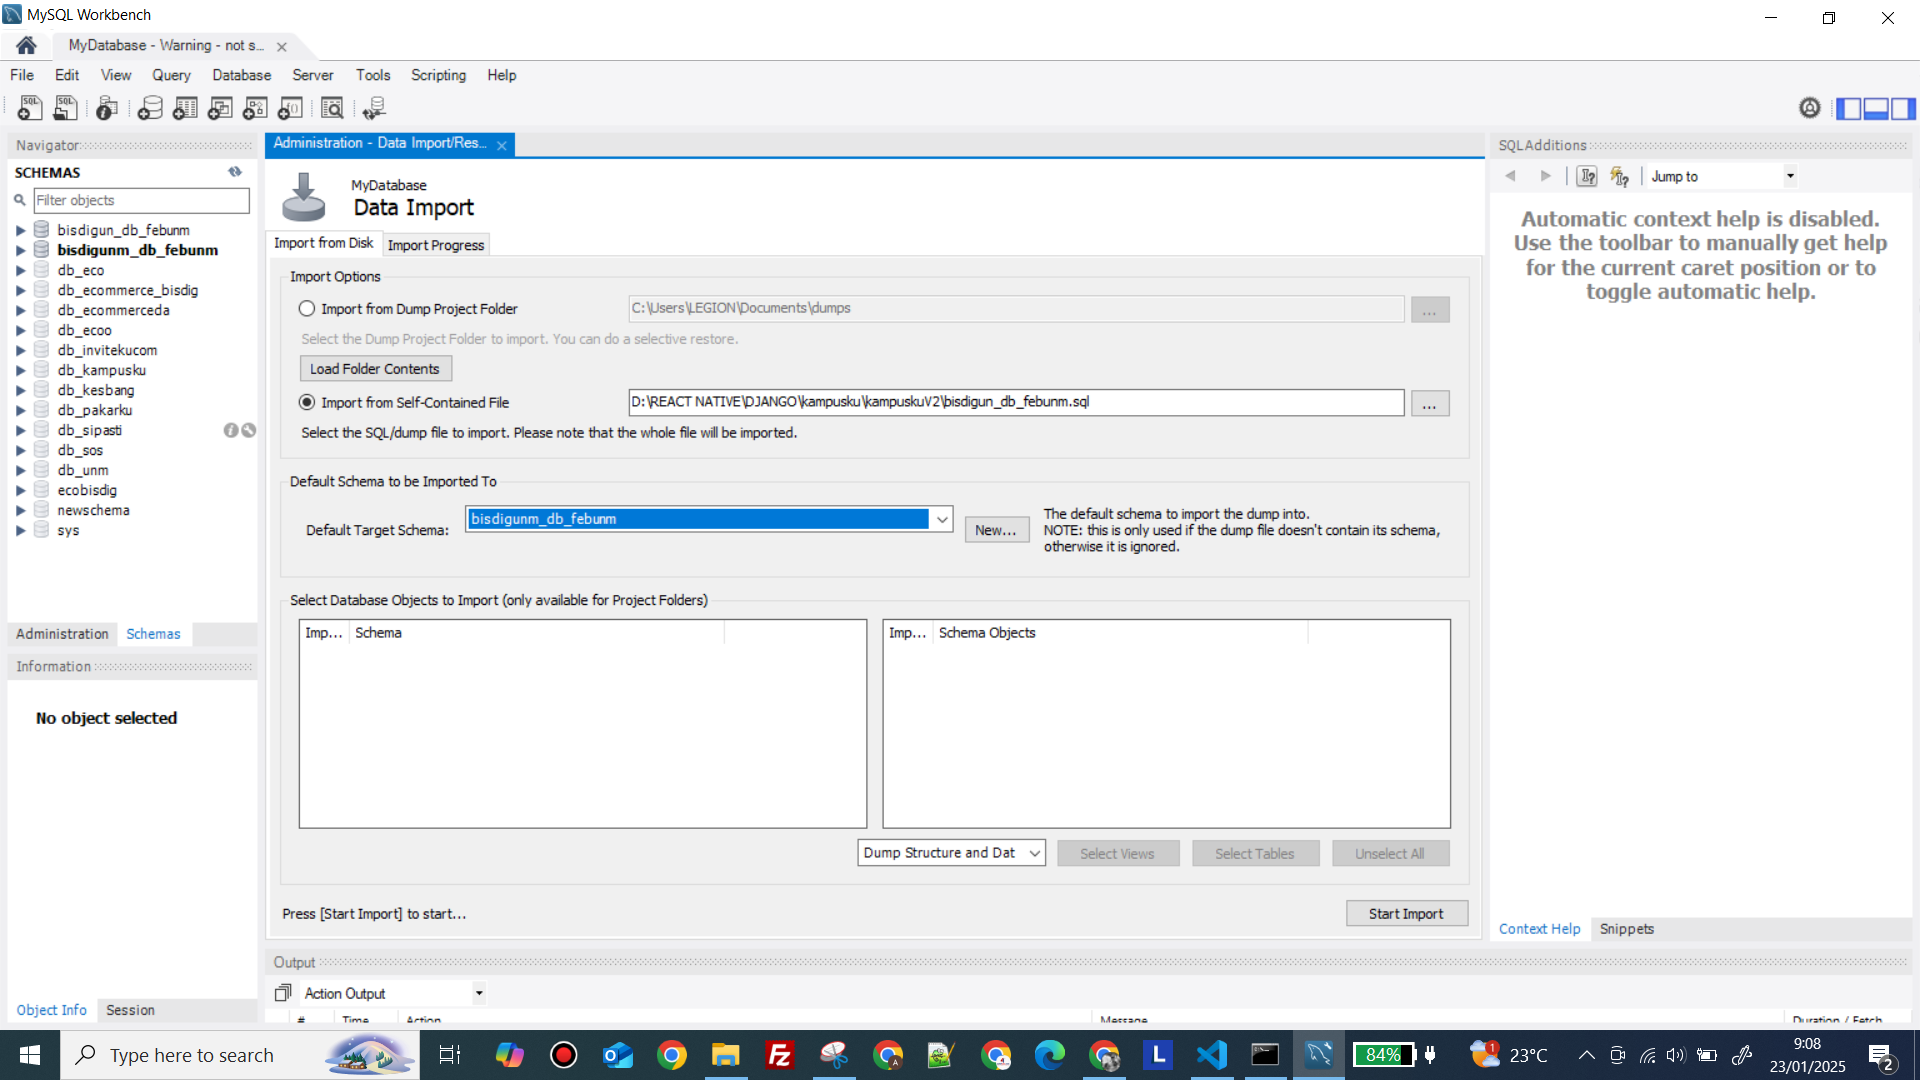 MySQL Workbench
MyDatabase - Warning - not s...
File Edit View Query Database Server Tools Scripting Help
Navigator
SCHEMAS
Filter objects
bisdigun_db_febunm
bisdigunm_db_febunm
db_eco
db_ecommerce_bisdig
db_ecommerceda
db_ecoo
db_invitekucom
db_kampusku
db_kesbang
db_pakarku
db_sipasti
db_sos
db_unm
ecobisdig
newschema
sys
Administration Schemas
Information
No object selected
Object Info Session
Administration - Data Import/Res...
MyDatabase
Data Import
Import from Disk Import Progress
Import Options
Import from Dump Project Folder C:\Users\LEGION\Documents\dumps ...
Select the Dump Project Folder to import. You can do a selective restore.
Load Folder Contents
Import from Self-Contained File D:\REACT NATIVE\DJANGO\kampusku\kampuskuV2\bisdigun_db_febunm.sql ...
Select the SQL/dump file to import. Please note that the whole file will be imported.
Default Schema to be Imported To
Default Target Schema: bisdigunm_db_febunm New...
The default schema to import the dump into.
NOTE: this is only used if the dump file doesn't contain its schema,
otherwise it is ignored.
Select Database Objects to Import (only available for Project Folders)
Imp... Schema
Imp... Schema Objects
Dump Structure and Dat Select Views Select Tables Unselect All
Press [Start Import] to start...
Start Import
Output
Action Output
# Time Action Message Duration / Fetch
SQLAdditions
Jump to
Automatic context help is disabled.
Use the toolbar to manually get help
for the current caret position or to
toggle automatic help.
Context Help Snippets
Type here to search
84%
1
23°C
9:08
23/01/2025
2